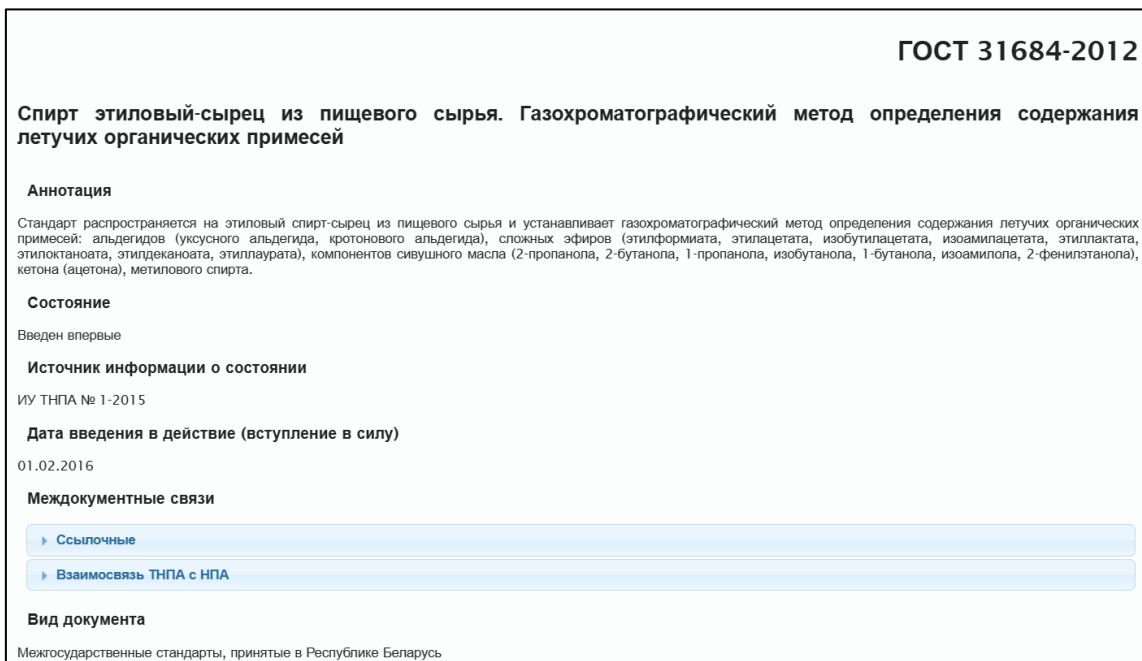 ГОСТ 31684-2012
Спирт этиловый-сырец из пищевого сырья. Газохроматографический метод определения содержания
летучих органических примесей
Аннотация
Стандарт распространяется на этиловый спирт-сырец из пищевого сырья и устанавливает газохроматографический метод определения содержания летучих органических
примесей: альдегидов (уксусного альдегида, кротонового альдегида), сложных эфиров (этилформиата, этилацетата, изобутилацетата, изоамилацетата, этиллактата,
этилоктаноата, этилдеканоата, этиллаурата), компонентов сивушного масла (2-пропанола, 2-бутанола, 1-пропанола, изобутанола, 1-бутанола, изоамилола, 2-фенилэтанола),
кетона (ацетона), метилового спирта.
Состояние
Введен впервые
Источник информации о состоянии
ИУ ТНПА № 1-2015
Дата введения в действие (вступление в силу)
01.02.2016
Междокументные связи
Ссылочные
Взаимосвязь ТНПА с НПА
Вид документа
Межгосударственные стандарты, принятые в Республике Беларусь